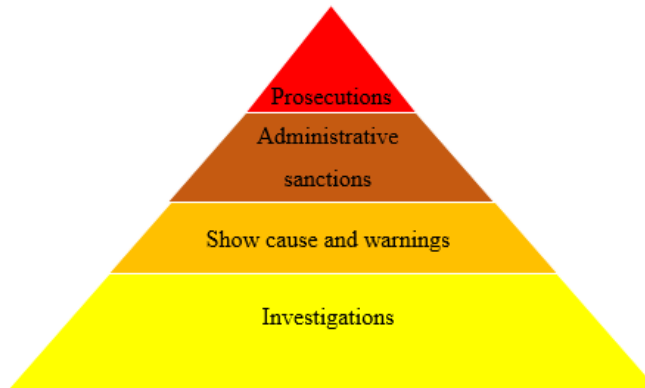 Prosecutions
Administrative
sanctions
Show cause and warnings
Investigations